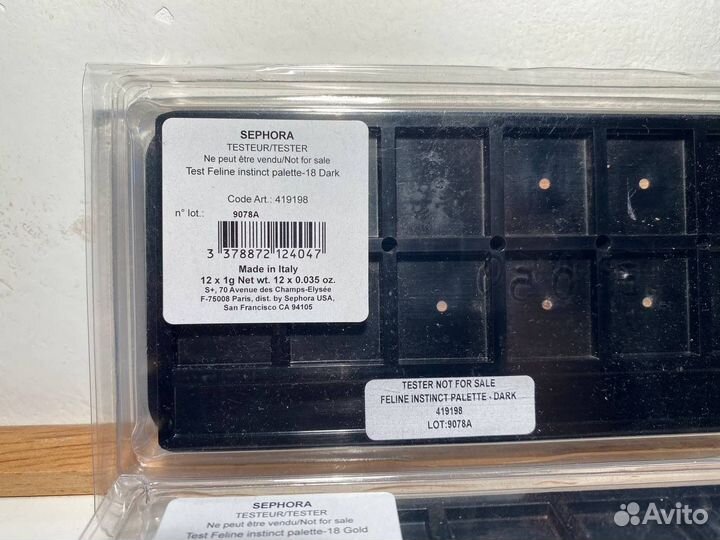 SEPHORA
TESTEUR/TESTER
Ne peut être vendu/Not for sale
Test Feline instinct palette-18 Dark
Code Art.: 419198
n° lot.: 9078A
3 378872 124047
Made in Italy
12 x 1g Net wt. 12 x 0.035 oz.
S+, 70 Avenue des Champs-Elysée
F-75008 Paris, dist. by Sephora USA,
San Francisco CA 94105
TESTER NOT FOR SALE
FELINE INSTINCT PALETTE - DARK
419198
LOT:9078A
SEPHORA
TESTEUR/TESTER
Ne peut être vendu/Not for sale
Test Feline instinct palette-18 Gold
Avito